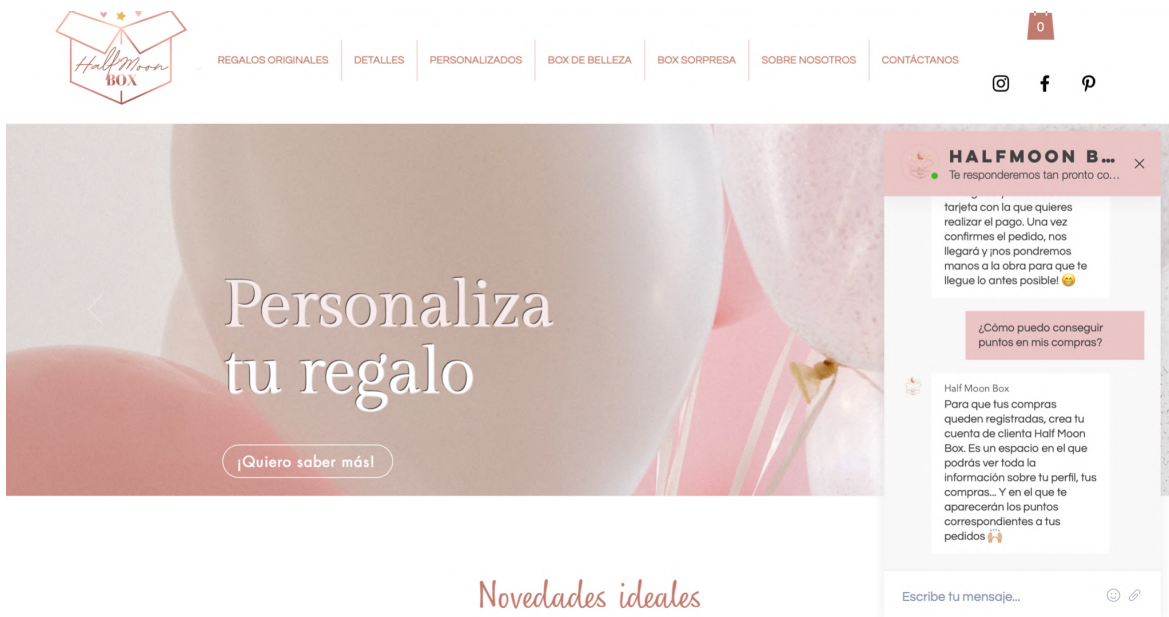 Half Moon
BOX
0
REGALOS ORIGINALES
DETALLES
PERSONALIZADOS
BOX DE BELLEZA
BOX SORPRESA
SOBRE NOSOTROS
CONTÁCTANOS
Personaliza
tu regalo
¡Quiero saber más!
Novedades ideales
HALFMOON B...
Te responderemos tan pronto co...
tarjeta con la que quieres
realizar el pago. Una vez
confirmes el pedido, nos
llegará y ¡nos pondremos
manos a la obra para que te
llegue lo antes posible! 😁
¿Cómo puedo conseguir
puntos en mis compras?
Half Moon Box
Para que tus compras
queden registradas, crea tu
cuenta de clienta Half Moon
Box. Es un espacio en el que
podrás ver toda la
información sobre tu perfil, tus
compras... Y en el que te
aparecerán los puntos
correspondientes a tus
pedidos 🙌🏼
Escribe tu mensaje...